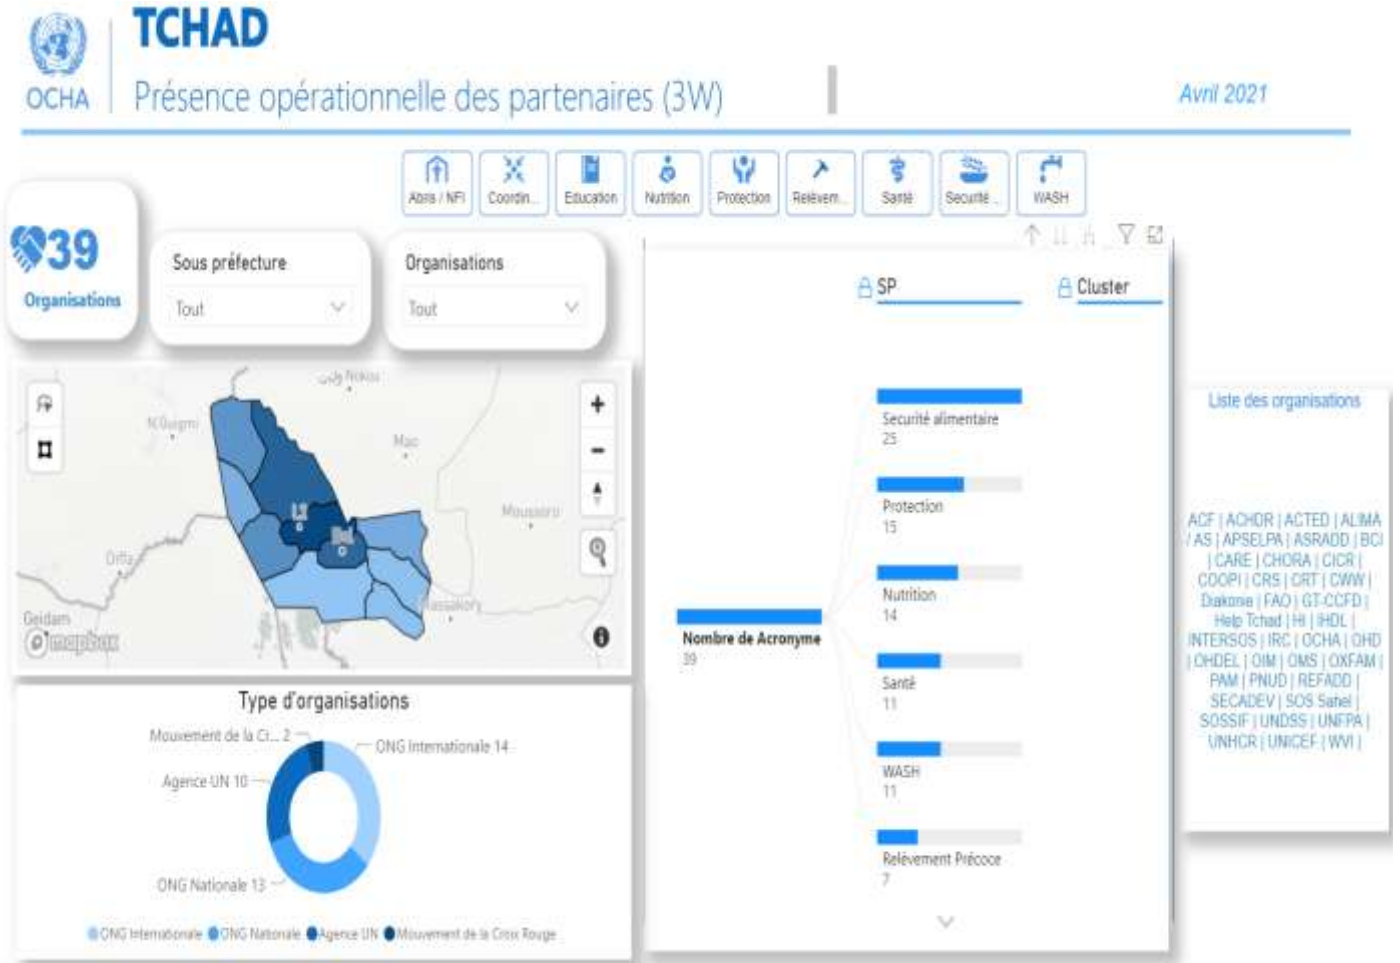 TCHAD
OCHA
Présence opérationnelle des partenaires (3W)
Avril 2021
Abris / NFI
Coordin...
Education
Nutrition
Protection
Relèvem...
Santé
Securité ...
WASH
39
Organisations
Sous préfecture
Tout
Organisations
Tout
SP
Cluster
Nokou
N'Guigmi
Mao
Moussoro
Diffa
Massakory
Geidam
mapbox
Type d'organisations
Mouvement de la Ci... 2
ONG Internationale 14
Agence UN 10
ONG Nationale 13
ONG Internationale
ONG Nationale
Agence UN
Mouvement de la Croix Rouge
Nombre de Acronyme
39
Securité alimentaire
25
Protection
15
Nutrition
14
Santé
11
WASH
11
Relèvement Précoce
7
Liste des organisations
ACF | ACHDR | ACTED | ALIMA
/ AS | APSELPA | ASRADD | BCI
| CARE | CHORA | CICR |
COOPI | CRS | CRT | CWW |
Diakonie | FAO | GT-CCFD |
Help Tchad | HI | IHDL |
INTERSOS | IRC | OCHA | OHD
| OHDEL | OIM | OMS | OXFAM |
PAM | PNUD | REFADD |
SECADEV | SOS Sahel |
SOSSIF | UNDSS | UNFPA |
UNHCR | UNICEF | WVI |